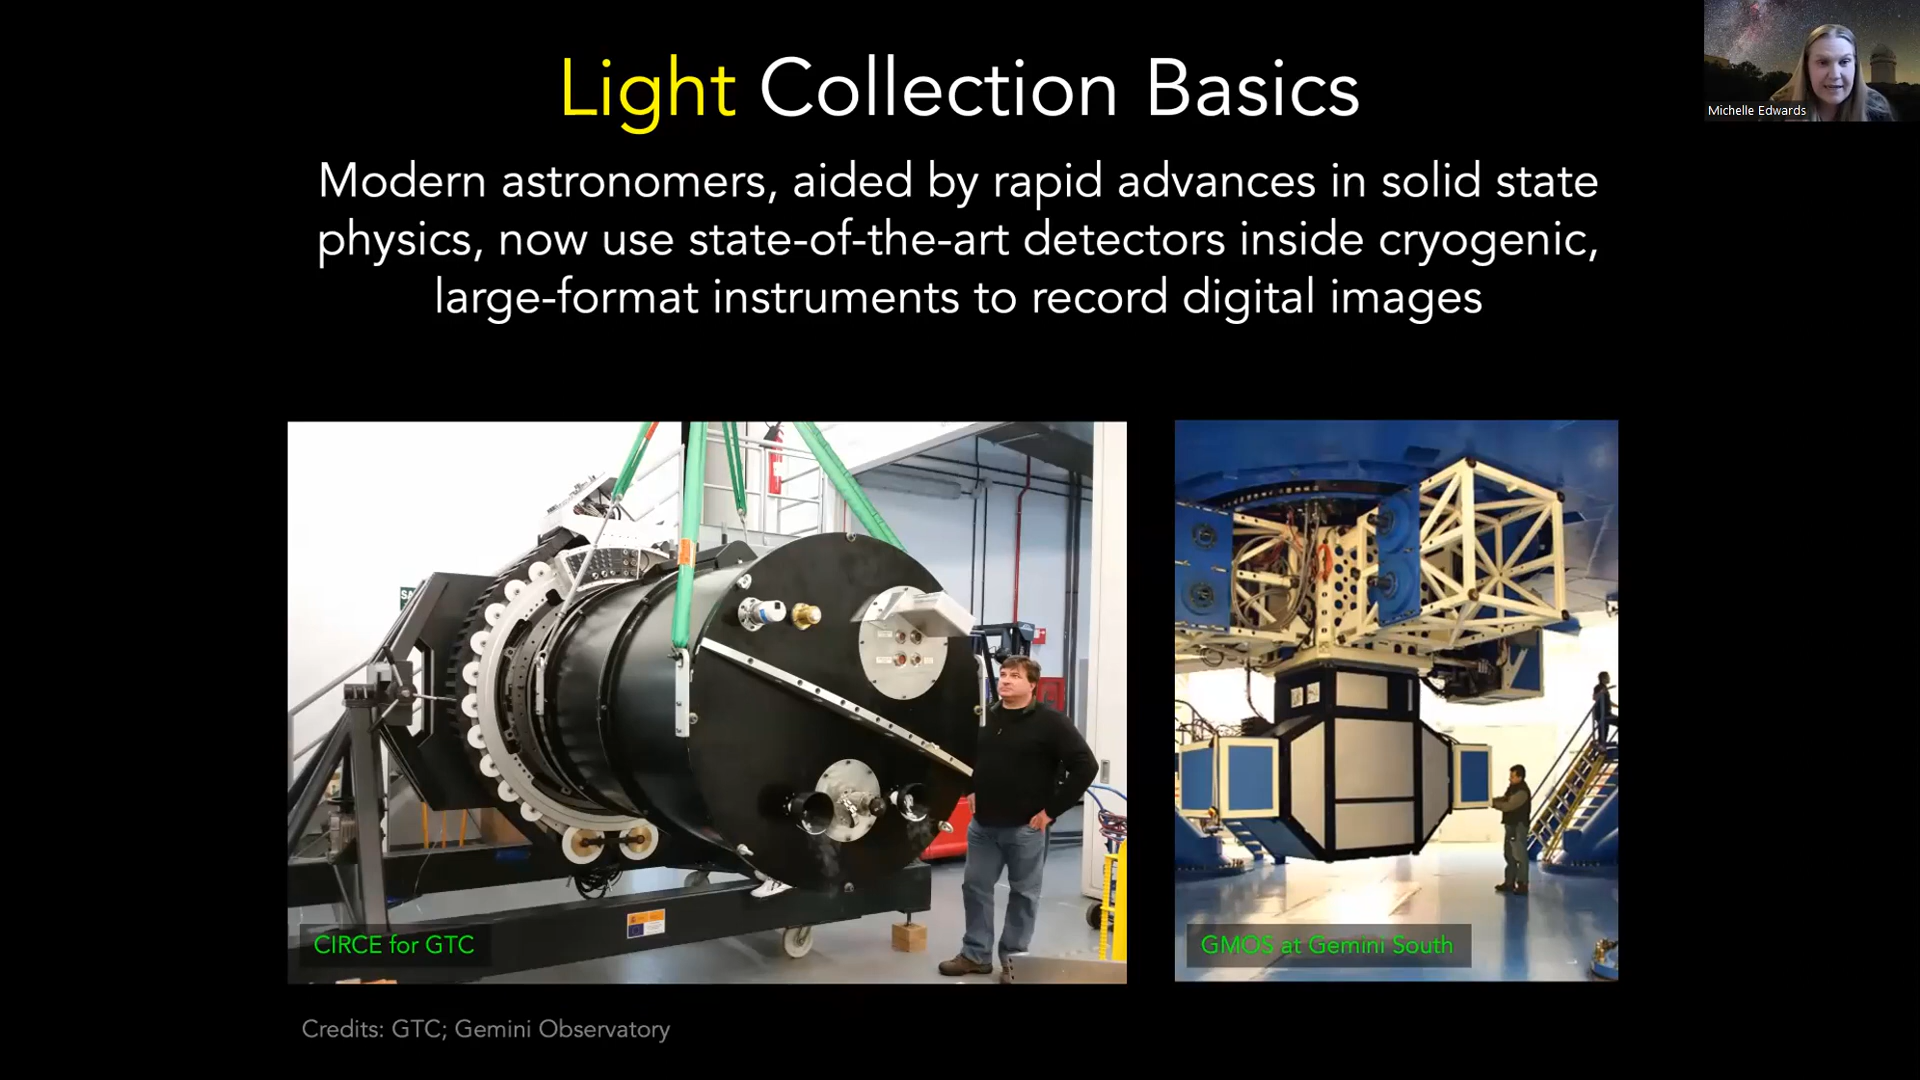 Light Collection Basics
Michelle Edwards
Modern astronomers, aided by rapid advances in solid state
physics, now use state-of-the-art detectors inside cryogenic,
large-format instruments to record digital images
CIRCE for GTC
GMOS at Gemini South
Credits: GTC; Gemini Observatory